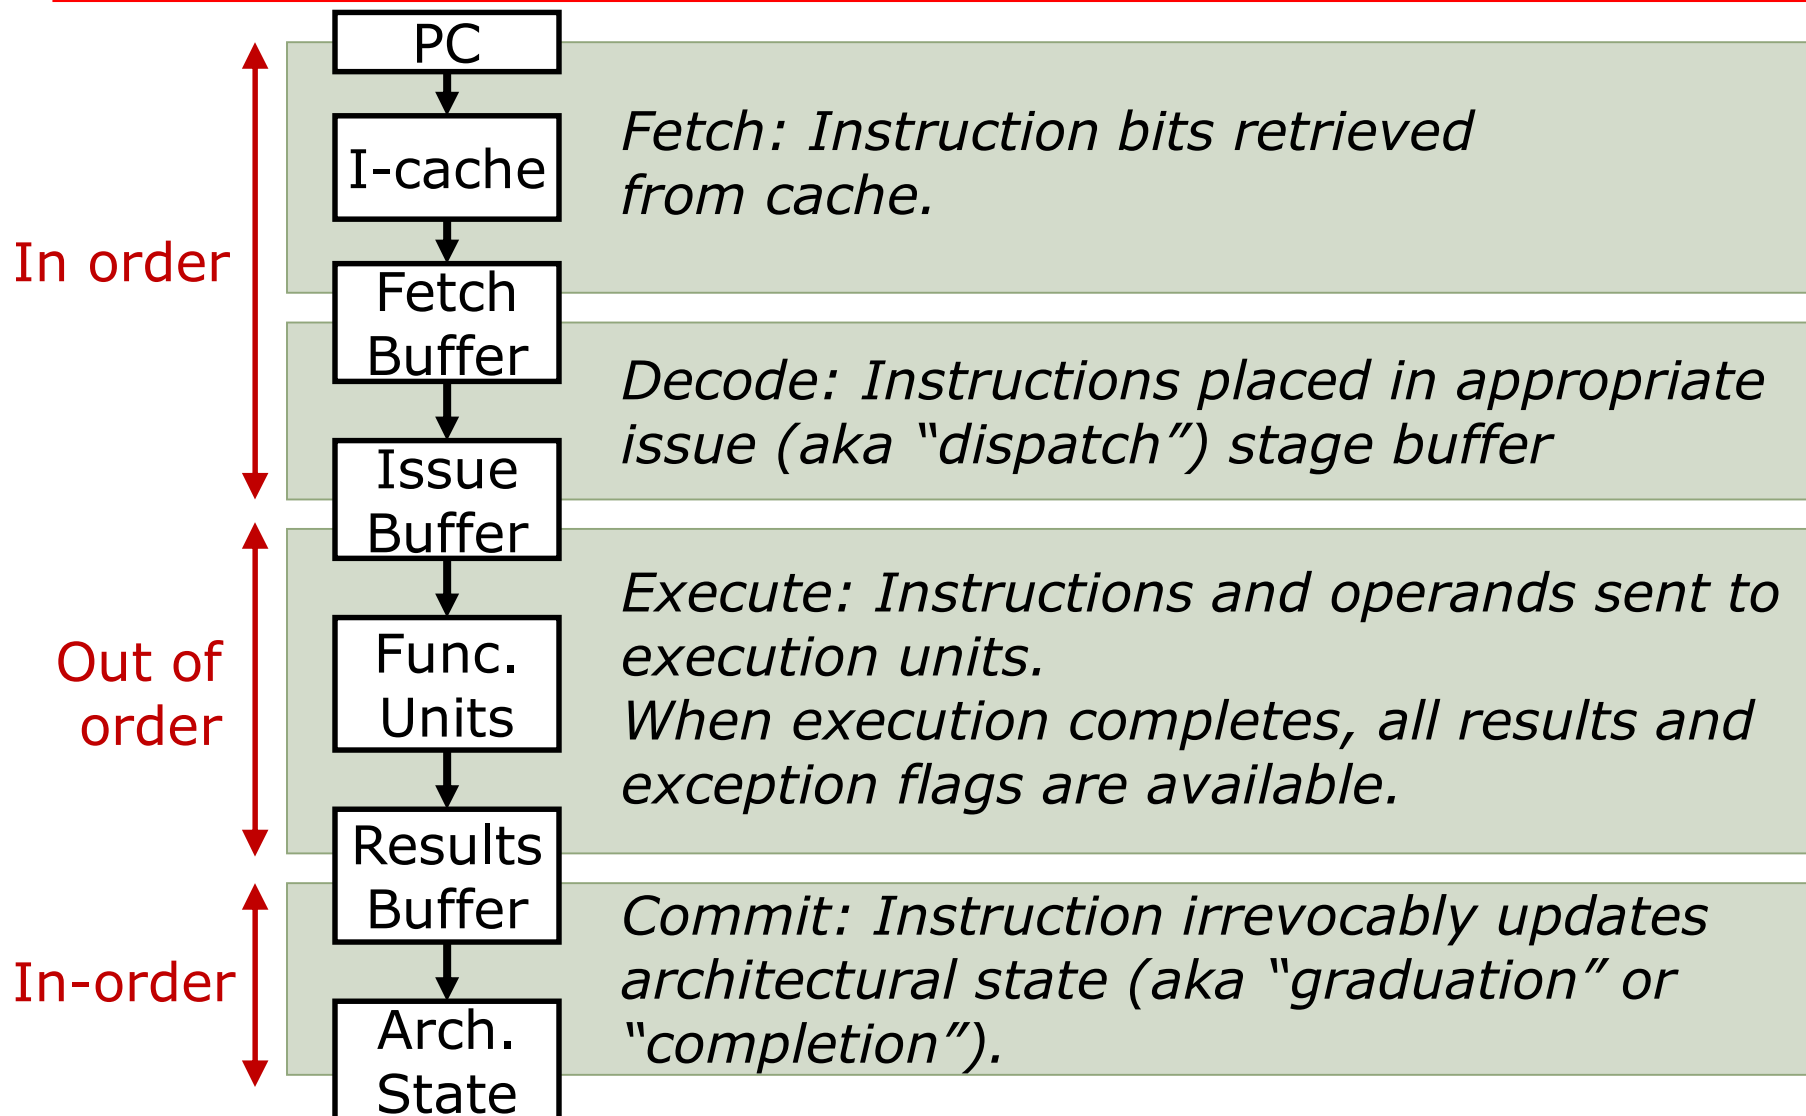 PC
I-cache
Fetch: Instruction bits retrieved
from cache.
In order
Fetch
Buffer
Decode: Instructions placed in appropriate
issue (aka “dispatch”) stage buffer
Issue
Buffer
Execute: Instructions and operands sent to
execution units.
When execution completes, all results and
exception flags are available.
Out of
order
Func.
Units
Results
Buffer
Commit: Instruction irrevocably updates
architectural state (aka “graduation” or
“completion”).
In-order
Arch.
State